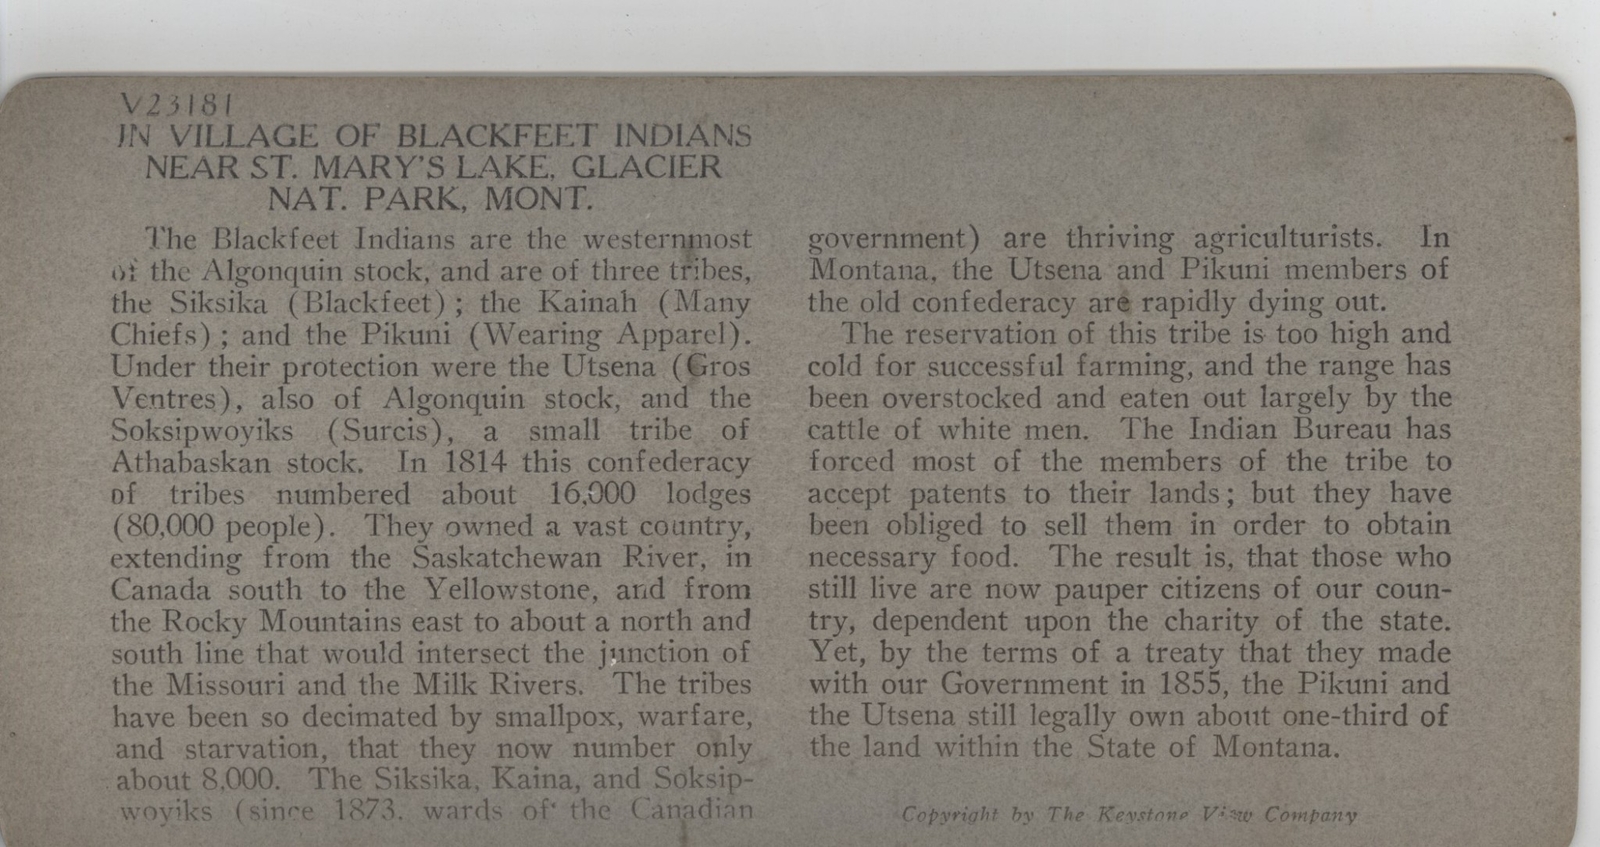 V23181
IN VILLAGE OF BLACKFEET INDIANS
NEAR ST. MARY'S LAKE, GLACIER
NAT. PARK, MONT.
The Blackfeet Indians are the westernmost
of the Algonquin stock, and are of three tribes,
the Siksika (Blackfeet); the Kainah (Many
Chiefs); and the Pikuni (Wearing Apparel).
Under their protection were the Utsena (Gros
Ventres), also of Algonquin stock, and the
Soksipwoyiks (Surcis), a small tribe of
Athabaskan stock. In 1814 this confederacy
of tribes numbered about 16,000 lodges
(80,000 people). They owned a vast country,
extending from the Saskatchewan River, in
Canada south to the Yellowstone, and from
the Rocky Mountains east to about a north and
south line that would intersect the junction of
the Missouri and the Milk Rivers. The tribes
have been so decimated by smallpox, warfare,
and starvation, that they now number only
about 8,000. The Siksika, Kaina, and Soksip-
woyiks (since 1873, wards of the Canadian
government) are thriving agriculturists. In
Montana, the Utsena and Pikuni members of
the old confederacy are rapidly dying out.
The reservation of this tribe is too high and
cold for successful farming, and the range has
been overstocked and eaten out largely by the
cattle of white men. The Indian Bureau has
forced most of the members of the tribe to
accept patents to their lands; but they have
been obliged to sell them in order to obtain
necessary food. The result is, that those who
still live are now pauper citizens of our coun-
try, dependent upon the charity of the state.
Yet, by the terms of a treaty that they made
with our Government in 1855, the Pikuni and
the Utsena still legally own about one-third of
the land within the State of Montana.
Copyright by The Keystone View Company